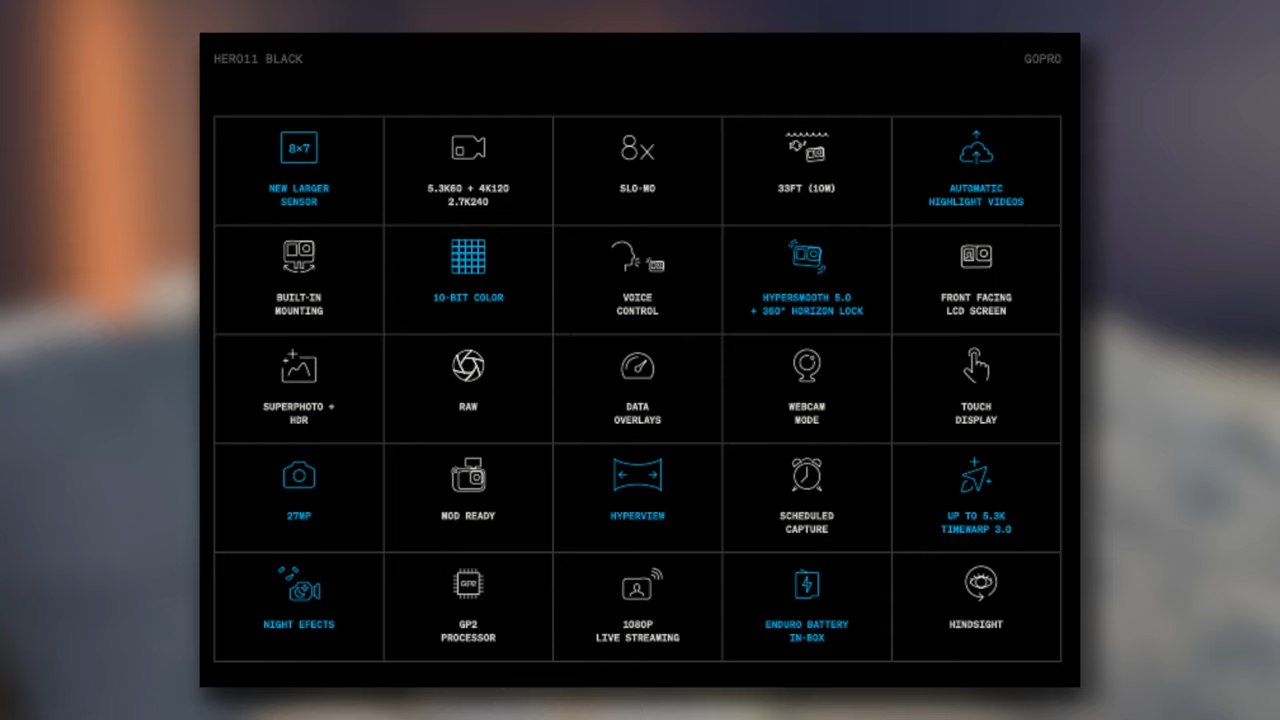 HERO11 BLACK
GOPRO
8×7
NEW LARGER
SENSOR
5.3K60 + 4K120
2.7K240
8x
SLO-MO
33FT (10M)
AUTOMATIC
HIGHLIGHT VIDEOS
BUILT-IN
MOUNTING
10-BIT COLOR
VOICE
CONTROL
HYPERSMOOTH 5.0
+ 360° HORIZON LOCK
FRONT FACING
LCD SCREEN
SUPERPHOTO +
HDR
RAW
DATA
OVERLAYS
WEBCAM
MODE
TOUCH
DISPLAY
27MP
MOD READY
HYPERVIEW
SCHEDULED
CAPTURE
UP TO 5.3K
TIMEWARP 3.0
NIGHT EFECTS
GP2
GP2
PROCESSOR
1080P
LIVE STREAMING
ENDURO BATTERY
IN-BOX
HINDSIGHT